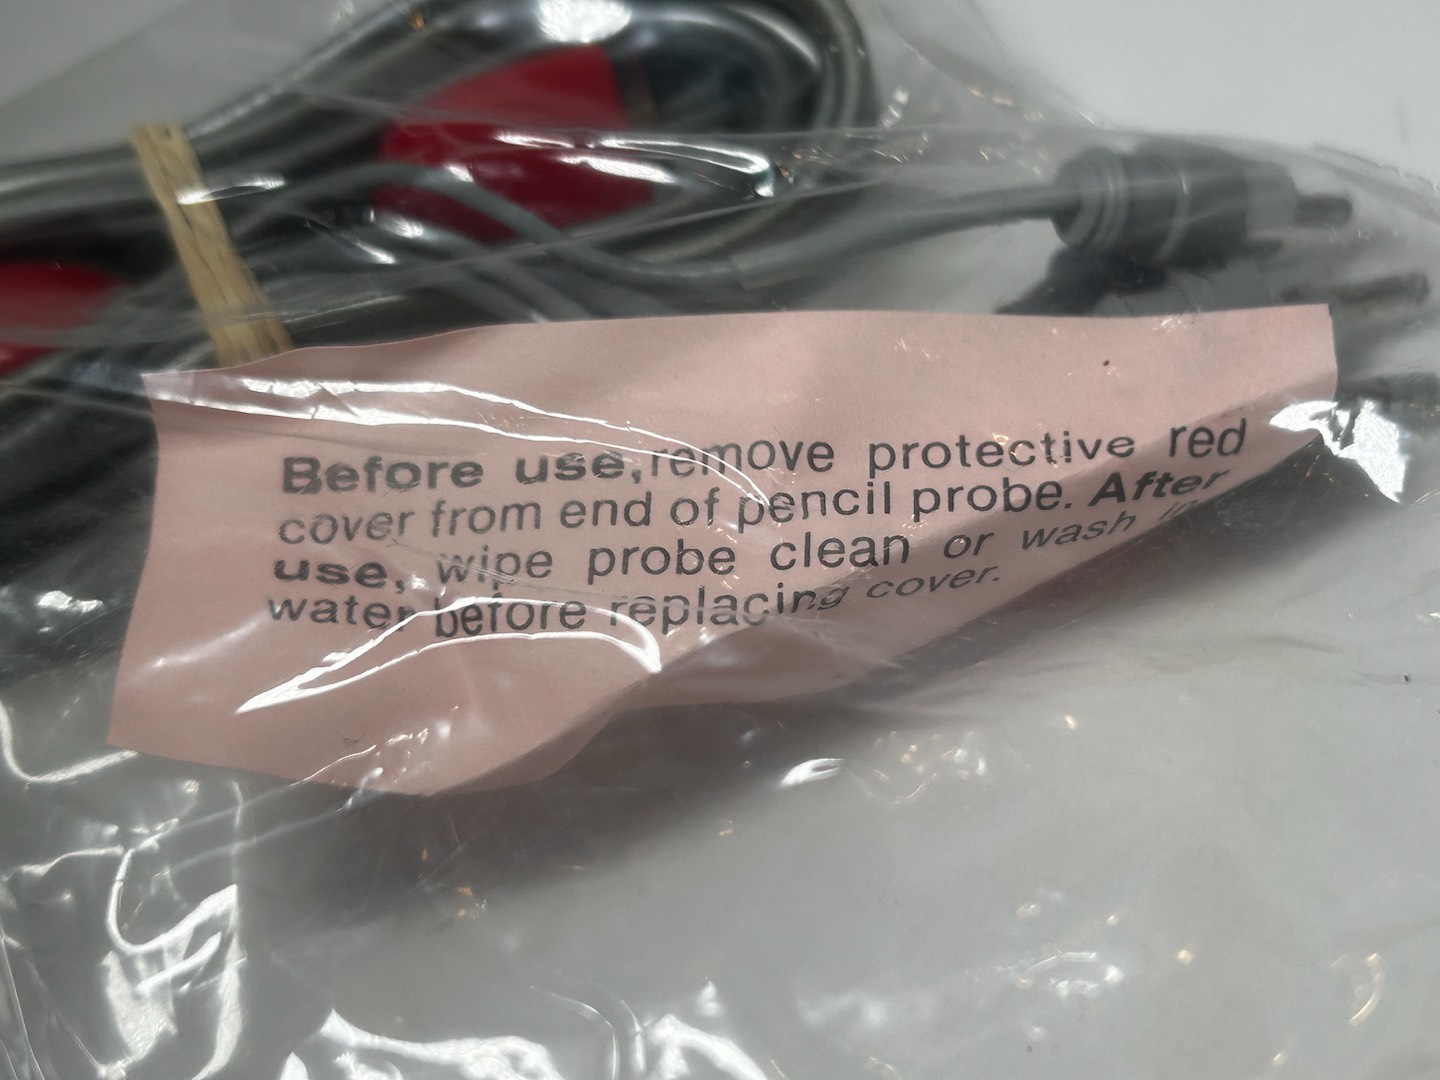 Before use, remove protective red
cover from end of pencil probe. After
use, wipe probe clean or wash in
water before replacing cover.